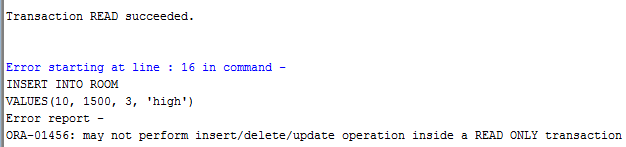 Transaction READ succeeded.
Error starting at line : 16 in command -
INSERT INTO ROOM
VALUES(10, 1500, 3, 'high')
Error report -
ORA-01456: may not perform insert/delete/update operation inside a READ ONLY transaction